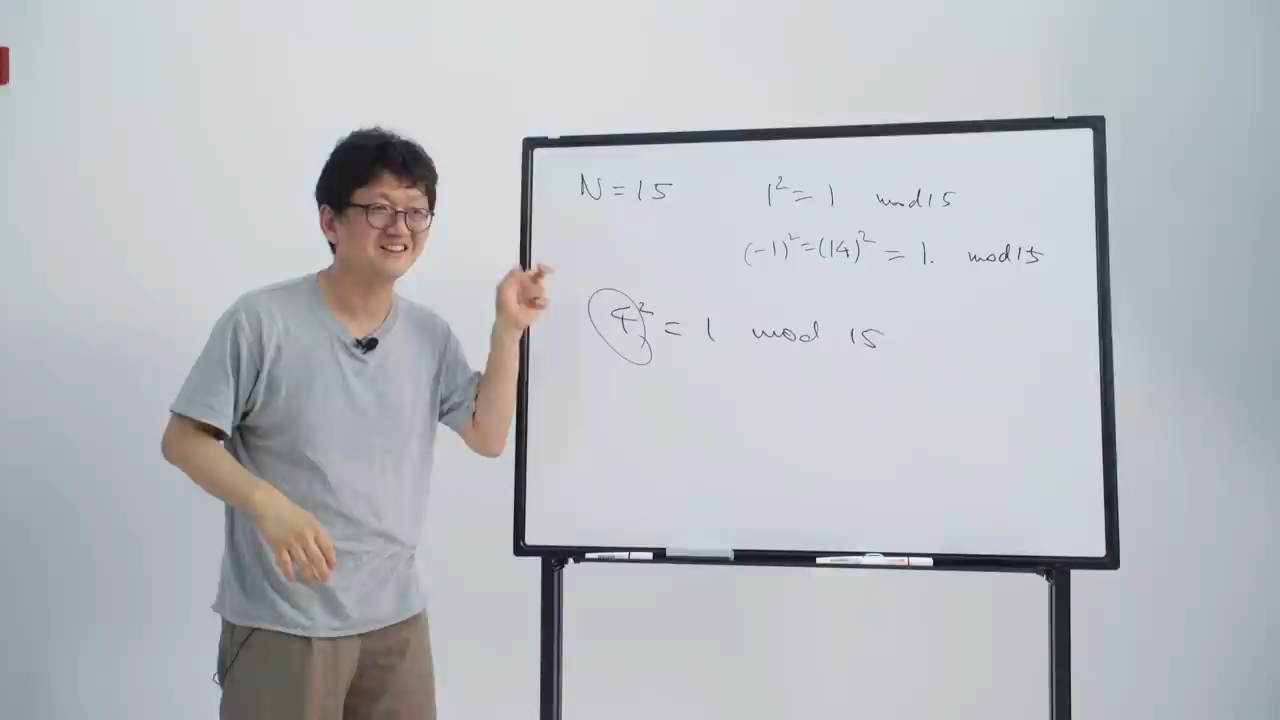 N = 15
1² = 1 mod 15
(-1)² = (14)² = 1. mod 15
4² = 1 mod 15